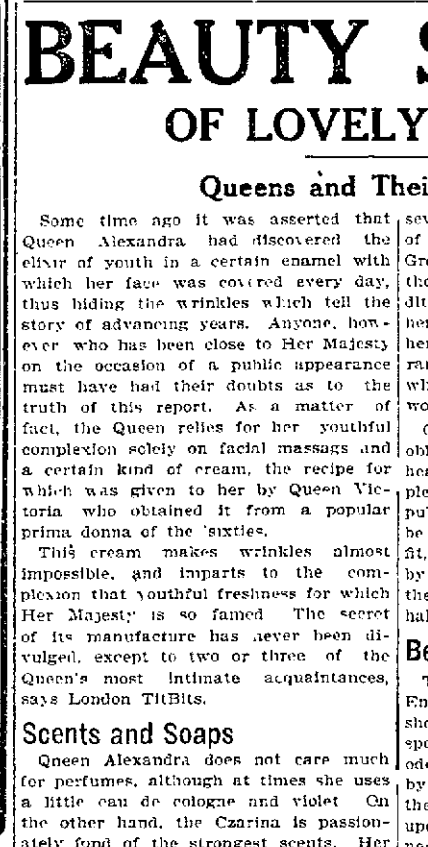 BEAUTY S
OF LOVELY
Queens and Thei
Some time ago it was asserted that
Queen Alexandra had discovered the
elixir of youth in a certain enamel with
which her face was covered every day,
thus hiding the wrinkles which tell the
story of advancing years. Anyone, how-
ever who has been close to Her Majesty
on the occasion of a public appearance
must have had their doubts as to the
truth of this report. As a matter of
fact, the Queen relies for her youthful
complexion solely on facial massags and
a certain kind of cream, the recipe for
which was given to her by Queen Vic-
toria who obtained it from a popular
prima donna of the 'sixties.
This cream makes wrinkles almost
impossible, and imparts to the com-
plexion that youthful freshness for which
Her Majesty is so famed The secret
of its manufacture has never been di-
vulged, except to two or three of the
Queen's most intimate acquaintances,
says London TitBits.
Scents and Soaps
Qneen Alexandra does not care much
for perfumes, although at times she uses
a little eau de cologne and violet On
the other hand, the Czarina is passion-
ately fond of the strongest scents. Her
sev
of
Gre
the
dit
her
her
ran
wh
wo
obl
hea
ple
pu
be
fit,
by
the
hal
Be
T
En
sho
spe
ode
by
the
upo